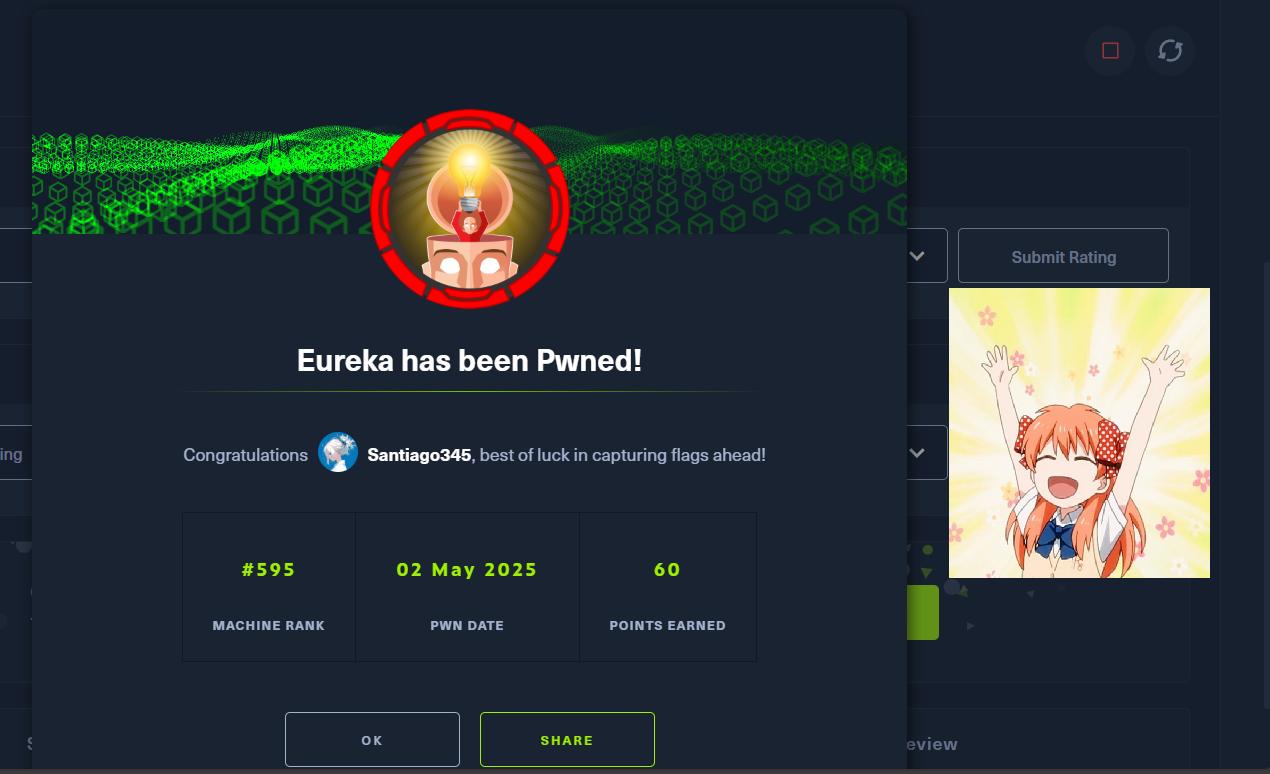 Submit Rating
Eureka has been Pwned!
ing
Congratulations Santiago345, best of luck in capturing flags ahead!
#595 02 May 2025 60
MACHINE RANK PWN DATE POINTS EARNED
OK SHARE
eview